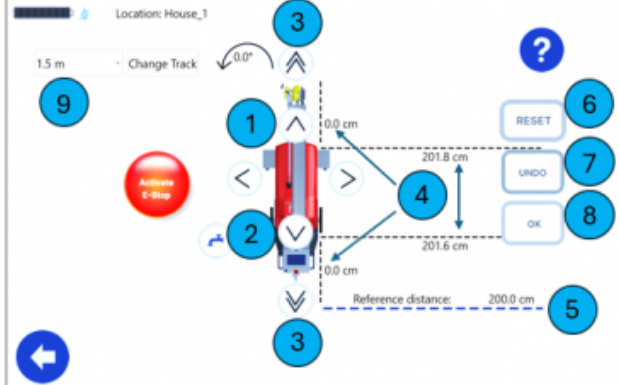 Location: House_1
3
0.0°
1.5 m
Change Track
9
6
1
0.0 cm
RESET
201.8 cm
7
UNDO
Activate
E-Stop
4
8
OK
2
201.6 cm
0.0 cm
Reference distance: 200.0 cm
5
3
?